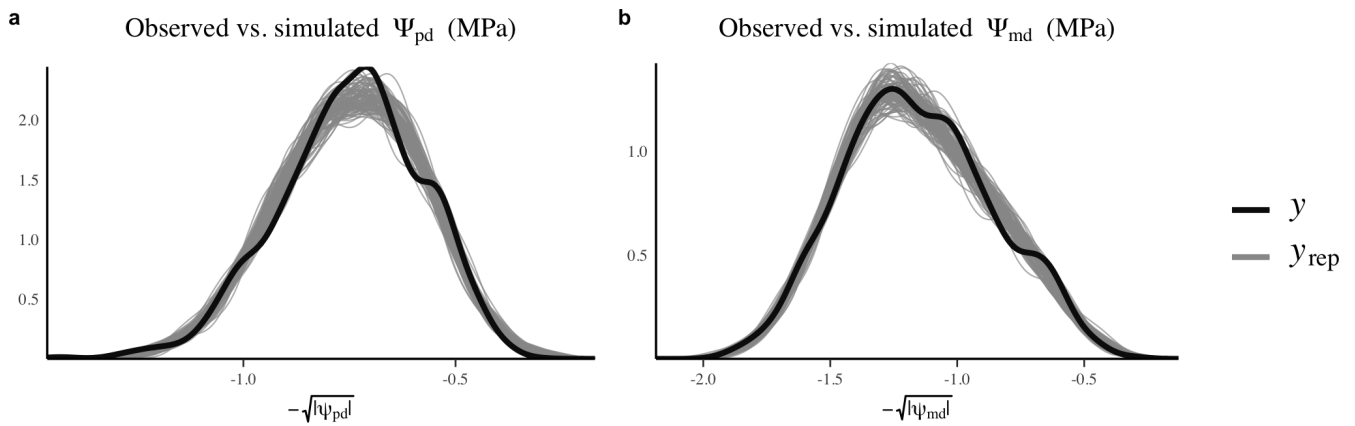 a
Observed vs. simulated Ψpd (MPa)
2.0
1.5
1.0
0.5
-1.0
-0.5
−√|ψpd|
b
Observed vs. simulated Ψmd (MPa)
1.0
0.5
-2.0
-1.5
-1.0
-0.5
−√|ψmd|
y
yrep